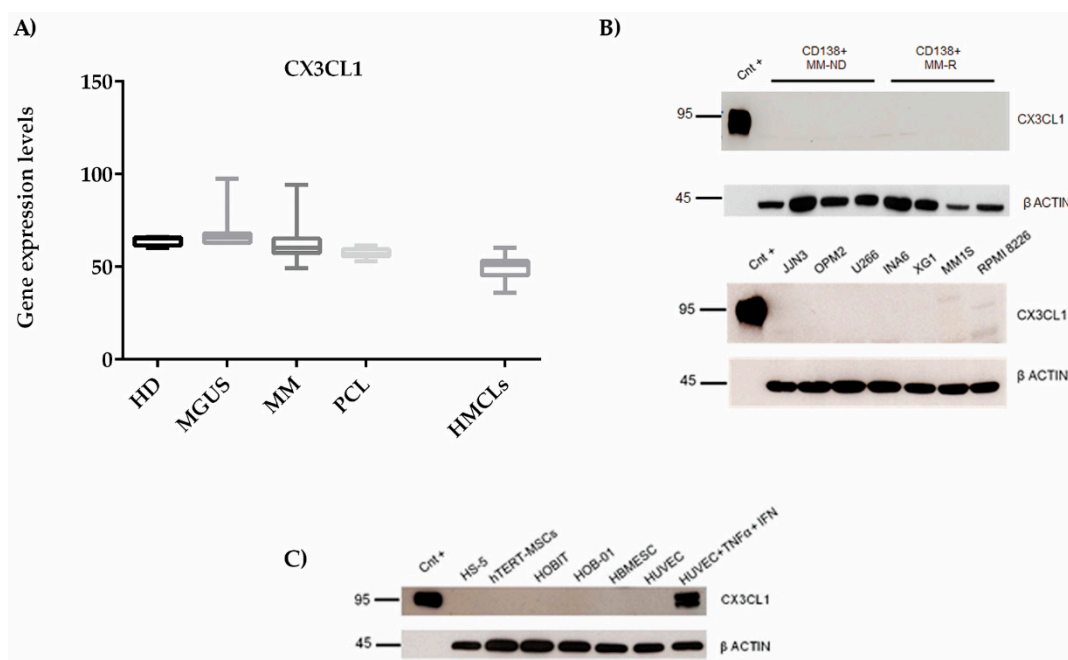 A)
CX3CL1
Gene expression levels
150
100
50
0
HD
MGUS
MM
PCL
HMCLs
B)
Cnt +
CD138+
MM-ND
CD138+
MM-R
95
CX3CL1
45
β ACTIN
Cnt +
JJN3
OPM2
U266
INA6
XG1
MM1S
RPMI 8226
95
CX3CL1
45
β ACTIN
C)
Cnt +
HS-5
hTERT-MSCs
HOBIT
HOB-01
HBMESC
HUVEC
HUVEC+TNFα+ IFN
95
CX3CL1
45
β ACTIN